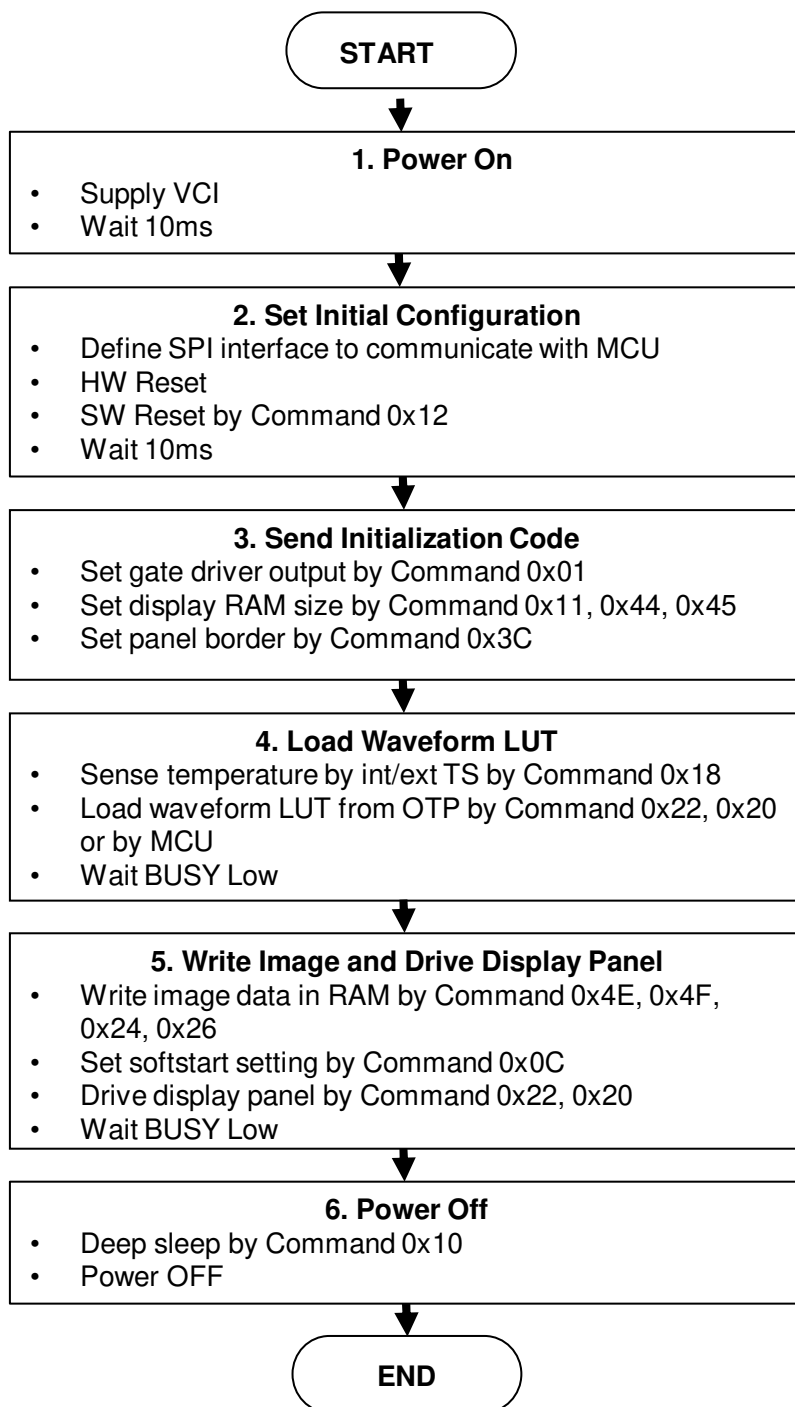 START
1. Power On
• Supply VCI
• Wait 10ms
2. Set Initial Configuration
• Define SPI interface to communicate with MCU
• HW Reset
• SW Reset by Command 0x12
• Wait 10ms
3. Send Initialization Code
• Set gate driver output by Command 0x01
• Set display RAM size by Command 0x11, 0x44, 0x45
• Set panel border by Command 0x3C
4. Load Waveform LUT
• Sense temperature by int/ext TS by Command 0x18
• Load waveform LUT from OTP by Command 0x22, 0x20
or by MCU
• Wait BUSY Low
5. Write Image and Drive Display Panel
• Write image data in RAM by Command 0x4E, 0x4F,
0x24, 0x26
• Set softstart setting by Command 0x0C
• Drive display panel by Command 0x22, 0x20
• Wait BUSY Low
6. Power Off
• Deep sleep by Command 0x10
• Power OFF
END